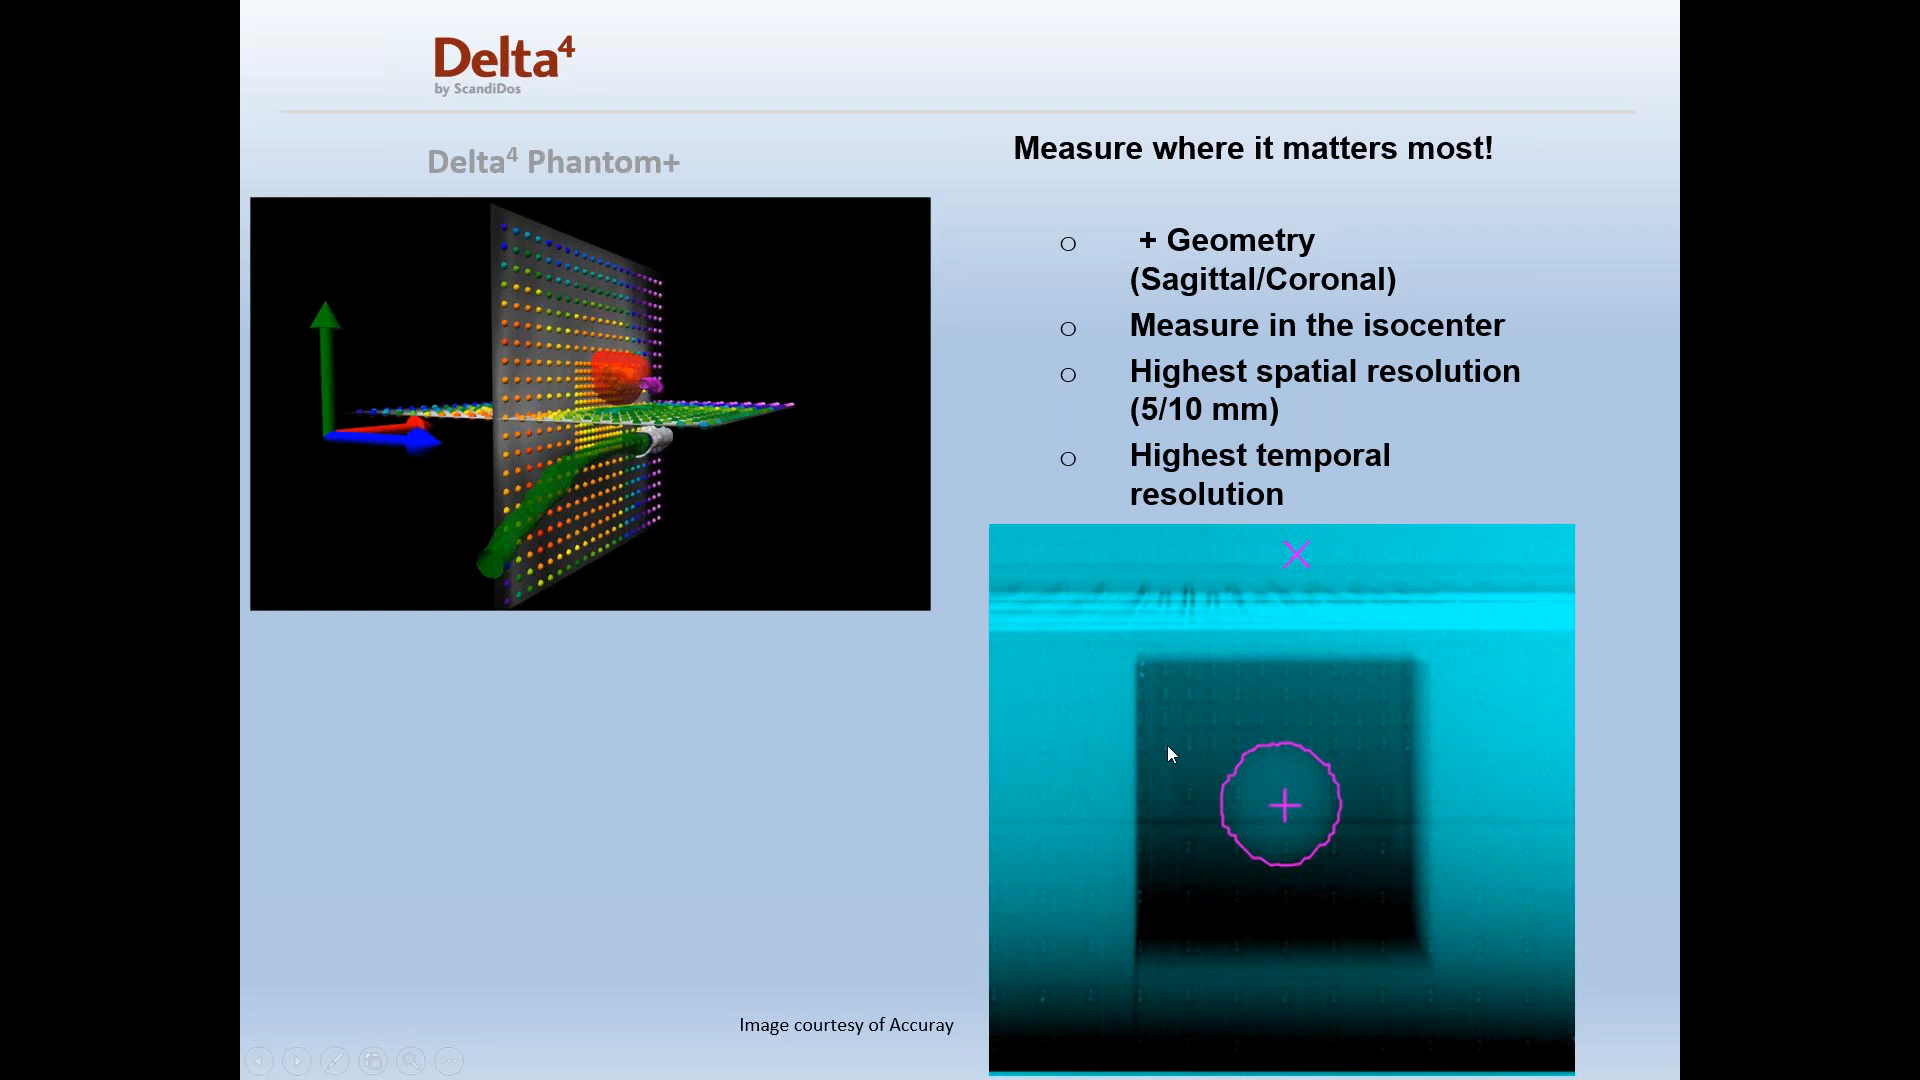 Delta⁴
by ScandiDos
Delta⁴ Phantom+
Measure where it matters most!
o + Geometry
(Sagittal/Coronal)
o Measure in the isocenter
o Highest spatial resolution
(5/10 mm)
o Highest temporal
resolution
Image courtesy of Accuray